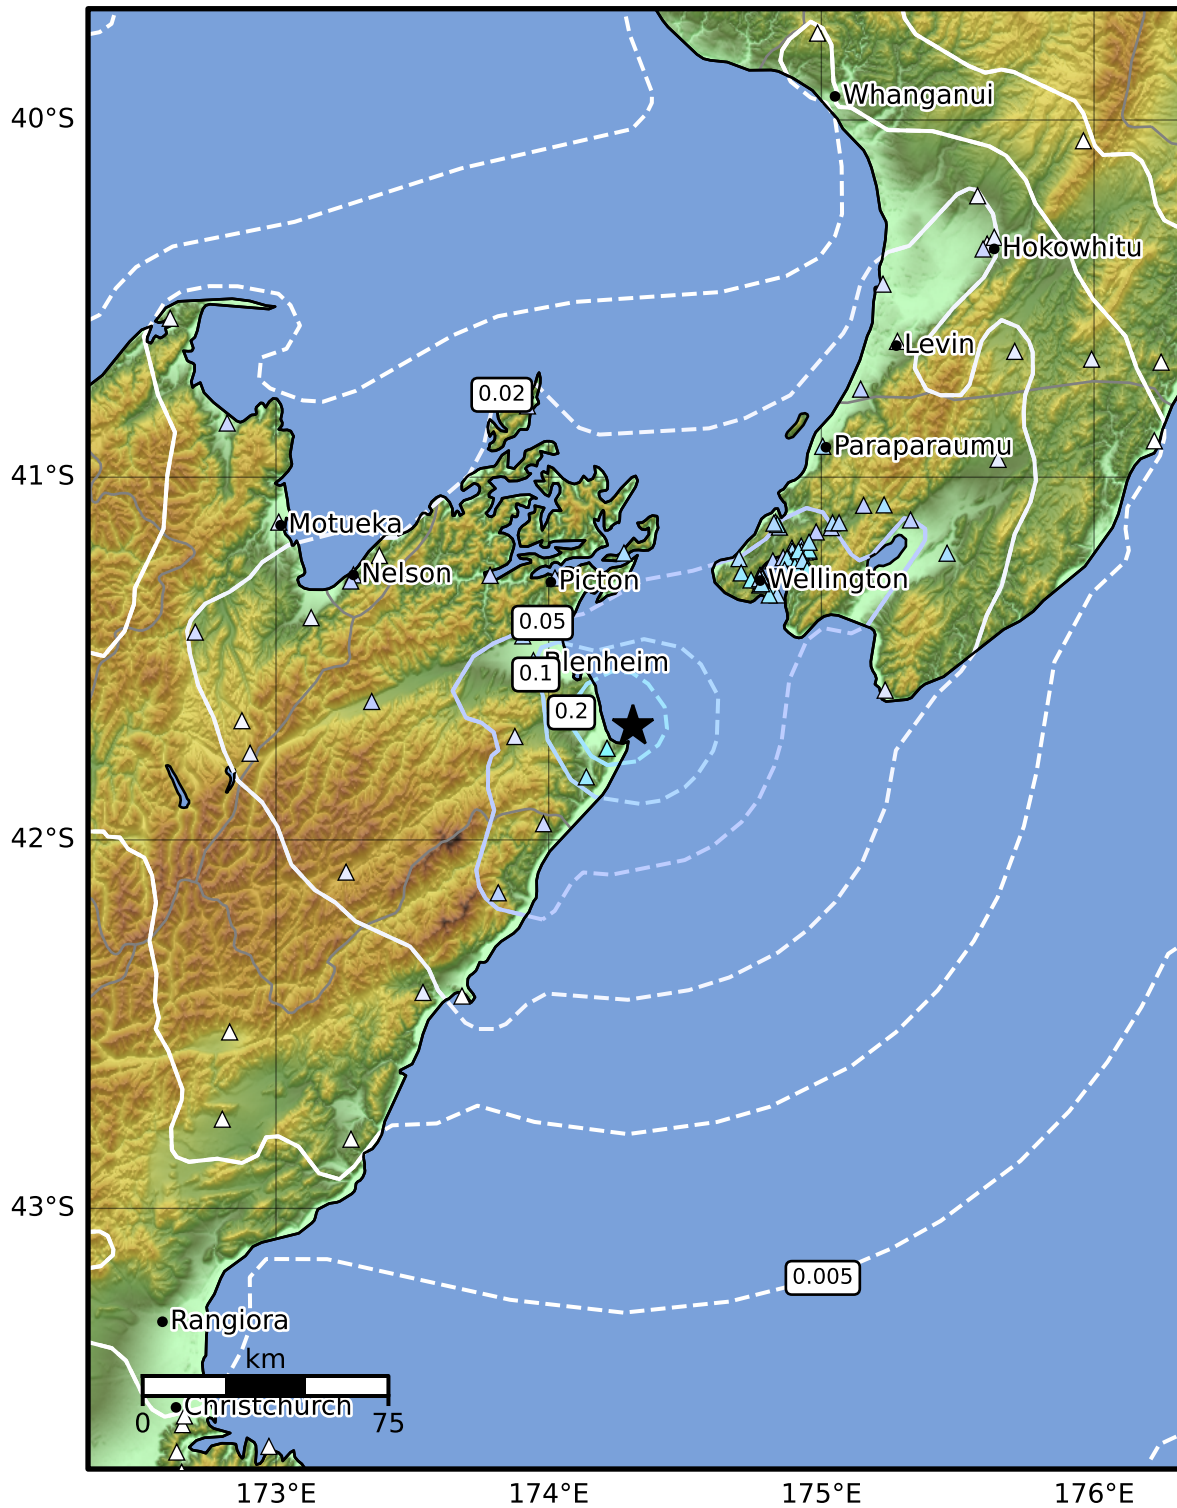 Whanganui
40°S
Hokowhitu
Levin
0.02
Paraparaumu
41°S
Motueka
Nelson
Picton
Wellington
0.05
Blenheim
0.1
0.2
42°S
43°S
0.005
Rangiora
km
Christchurch
0 75
173°E 174°E 175°E 176°E